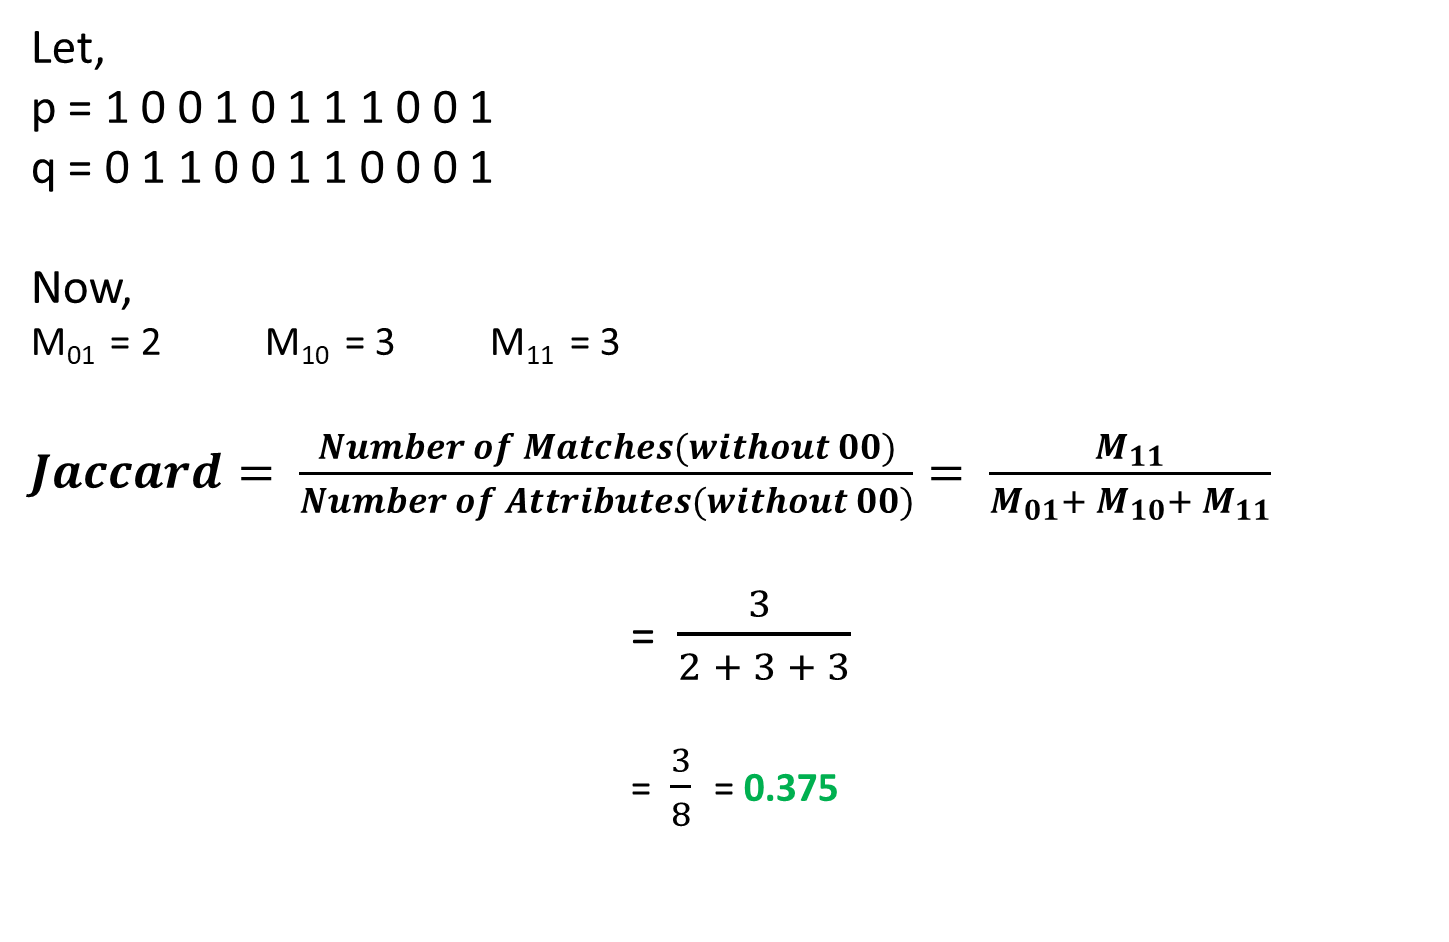 Let,
p = 1 0 0 1 0 1 1 1 0 0 1
q = 0 1 1 0 0 1 1 0 0 0 1
Now,
M01 = 2 M10 = 3 M11 = 3
Jaccard = Number of Matches(without 00) / Number of Attributes(without 00) = M11 / M01+ M10+ M11
= 3 / 2 + 3 + 3
= 3 / 8 = 0.375